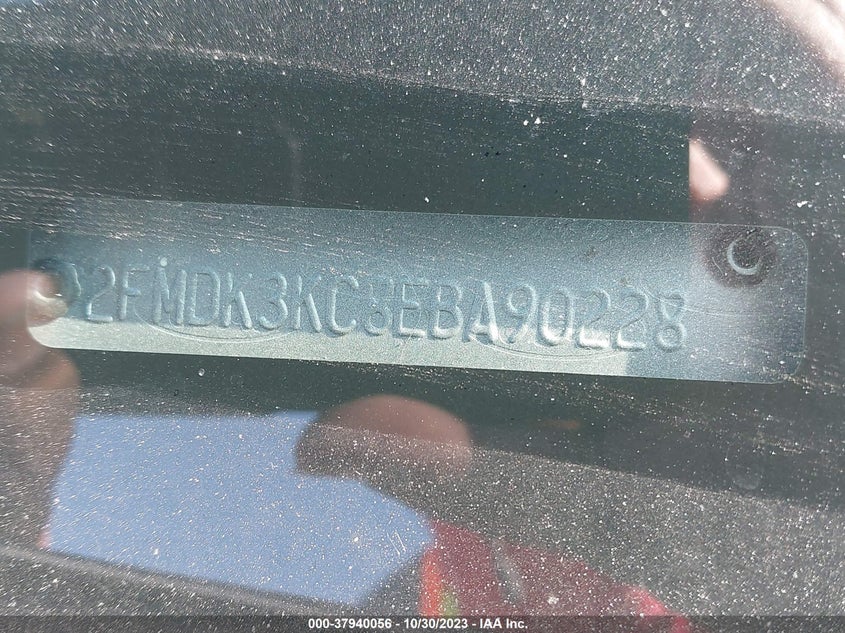 2FMDK3KC8EBA90228
000-37940056 - 10/30/2023 - IAA Inc.